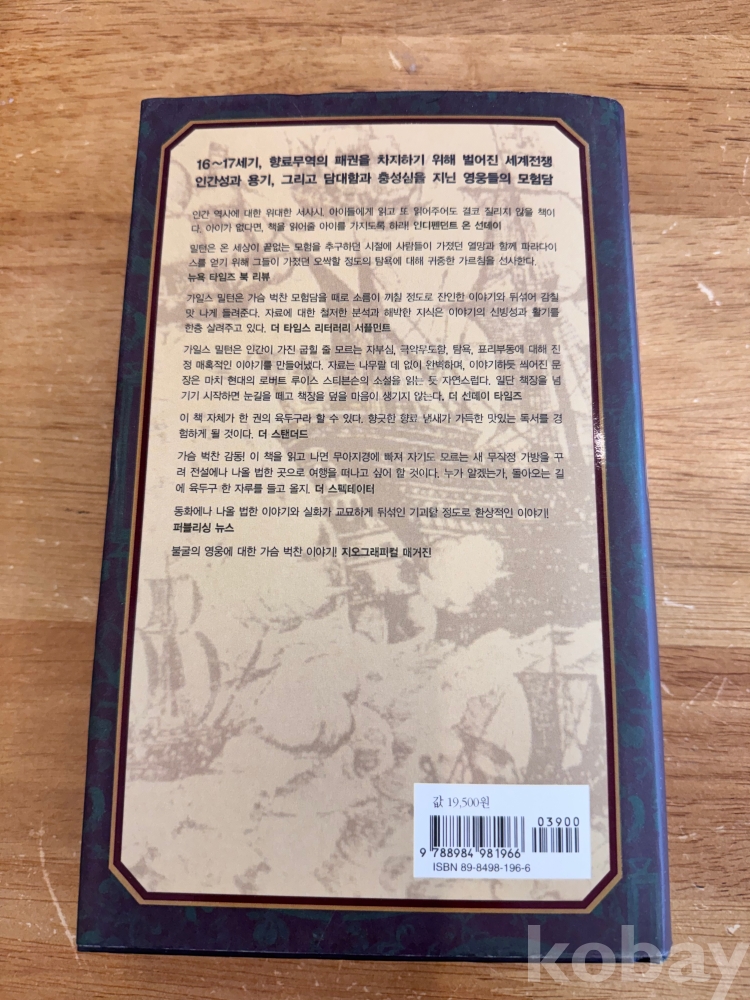 16~17세기, 향료무역의 패권을 차지하기 위해 벌어진 세계전쟁
인간성과 용기, 그리고 담대함과 충성심을 지닌 영웅들의 모험담
인간 역사에 대한 위대한 서사시. 아이들에게 읽고 또 읽어주어도 결코 질리지 않을 책이
다. 아이가 없다면, 책을 읽어줄 아이를 가지도록 하라! 인디펜던트 온 선데이
밀턴은 온 세상이 끝없는 모험을 추구하던 시절에 사람들이 가졌던 열망과 함께 파라다이
스를 얻기 위해 그들이 가졌던 오싹할 정도의 탐욕에 대해 귀중한 가르침을 선사한다.
뉴욕 타임즈 북 리뷰
가일스 밀턴은 가슴 벅찬 모험담을 때로 소름이 끼칠 정도로 잔인한 이야기와 뒤섞어 감칠
맛 나게 들려준다. 자료에 대한 철저한 분석과 해박한 지식은 이야기의 신빙성과 활기를
한층 살려주고 있다. 더 타임스 리터러리 서플먼트
가일스 밀턴은 인간이 가진 굽힐 줄 모르는 자부심, 극악무도함, 탐욕, 표리부동에 대해 진
정 매혹적인 이야기를 만들어냈다. 자료는 나무랄 데 없이 완벽하며, 이야기하듯 씌어진 문
장은 마치 현대의 로버트 루이스 스티븐슨의 소설을 읽는 듯 자연스럽다. 일단 책장을 넘
기기 시작하면 눈길을 떼고 책장을 덮을 마음이 생기지 않는다. 더 선데이 타임즈
이 책 자체가 한 권의 육두구라 할 수 있다. 향긋한 향료 냄새가 가득한 맛있는 독서를 경
험하게 될 것이다. 더 스탠더드
가슴 벅찬 감동! 이 책을 읽고 나면 무아지경에 빠져 자기도 모르는 새 무작정 가방을 꾸
려 전설에나 나올 법한 곳으로 여행을 떠나고 싶어 할 것이다. 누가 알겠는가, 돌아오는 길
에 육두구 한 자루를 들고 올지. 더 스펙테이터
동화에나 나올 법한 이야기와 실화가 교묘하게 뒤섞인 기괴할 정도로 환상적인 이야기!
퍼블리싱 뉴스
불굴의 영웅에 대한 가슴 벅찬 이야기! 지오그래피컬 매거진
값 19,500원
03900
9 788984 981966
ISBN 89-8498-196-6
kobay